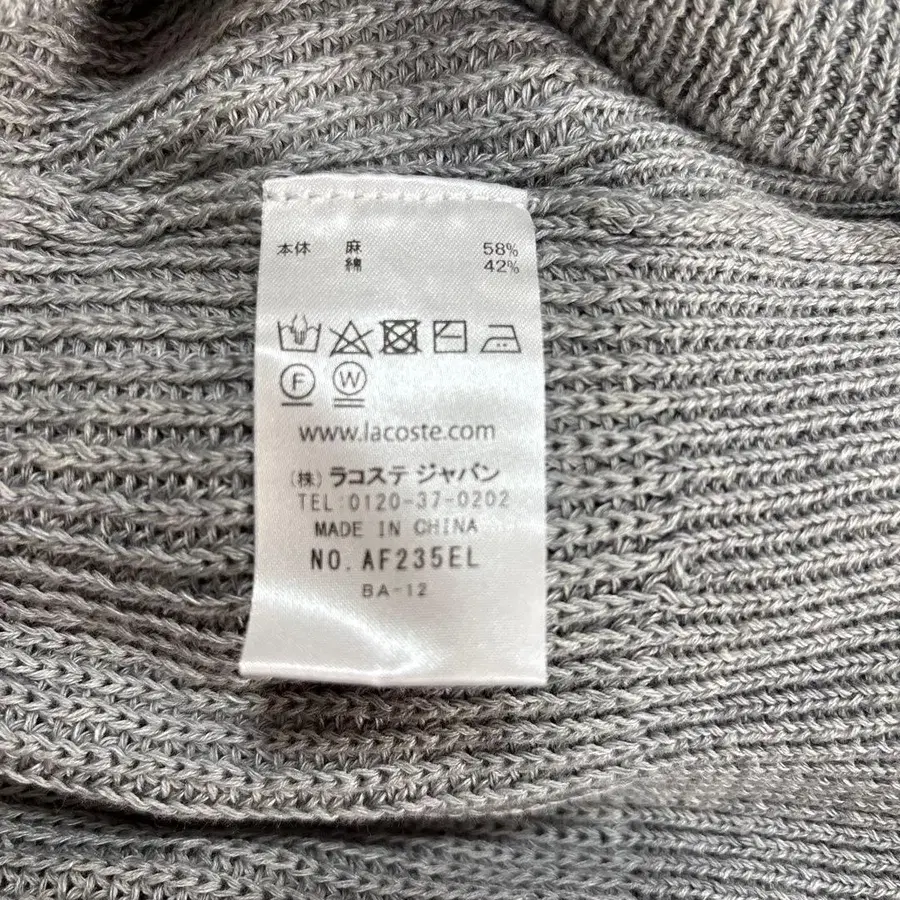 本体 麻 58%
綿 42%
F W
www.lacoste.com
(株) ラコステ ジャパン
TEL:0120-37-0202
MADE IN CHINA
NO. AF235EL
BA-12